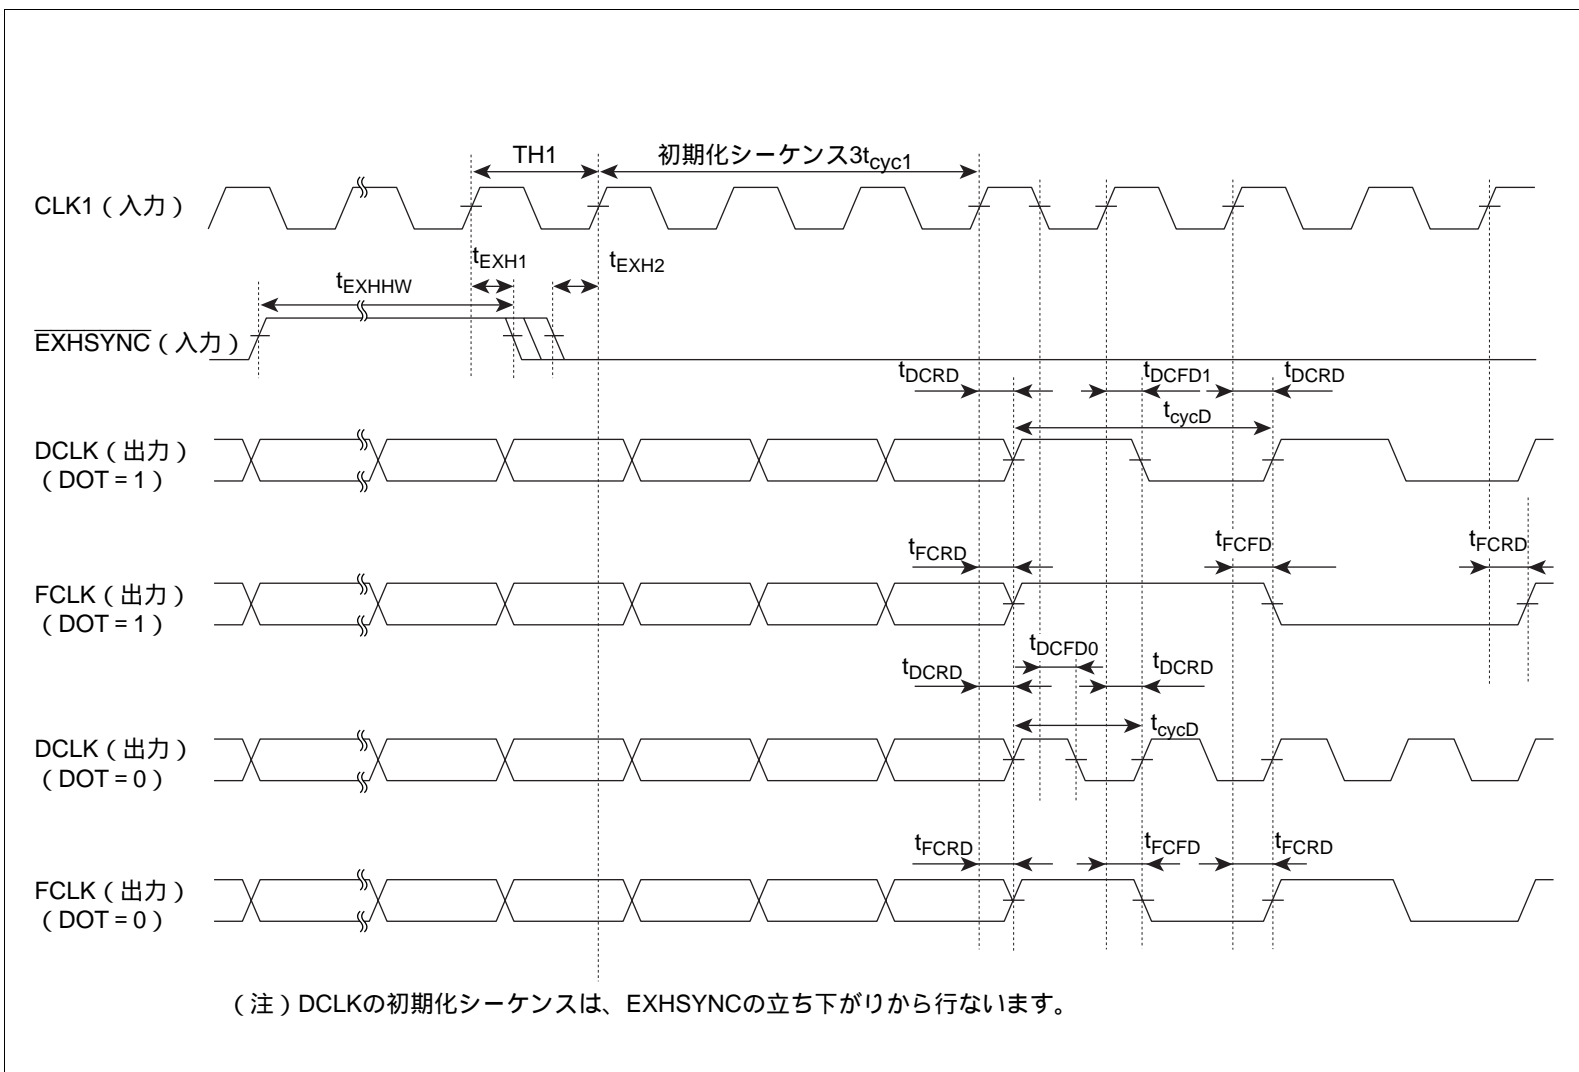 TH1
初期化シーケンス3tcyc1
CLK1（入力）
tEXH1
tEXH2
tEXHHW
EXHSYNC（入力）
tDCRD
tDCFD1
tDCRD
tcycD
DCLK（出力）
（DOT = 1）
tFCRD
tFCFD
tFCRD
FCLK（出力）
（DOT = 1）
tDCFD0
tDCRD
tDCRD
tcycD
DCLK（出力）
（DOT = 0）
tFCRD
tFCFD
tFCRD
FCLK（出力）
（DOT = 0）
（注）DCLKの初期化シーケンスは、EXHSYNCの立ち下がりから行ないます。